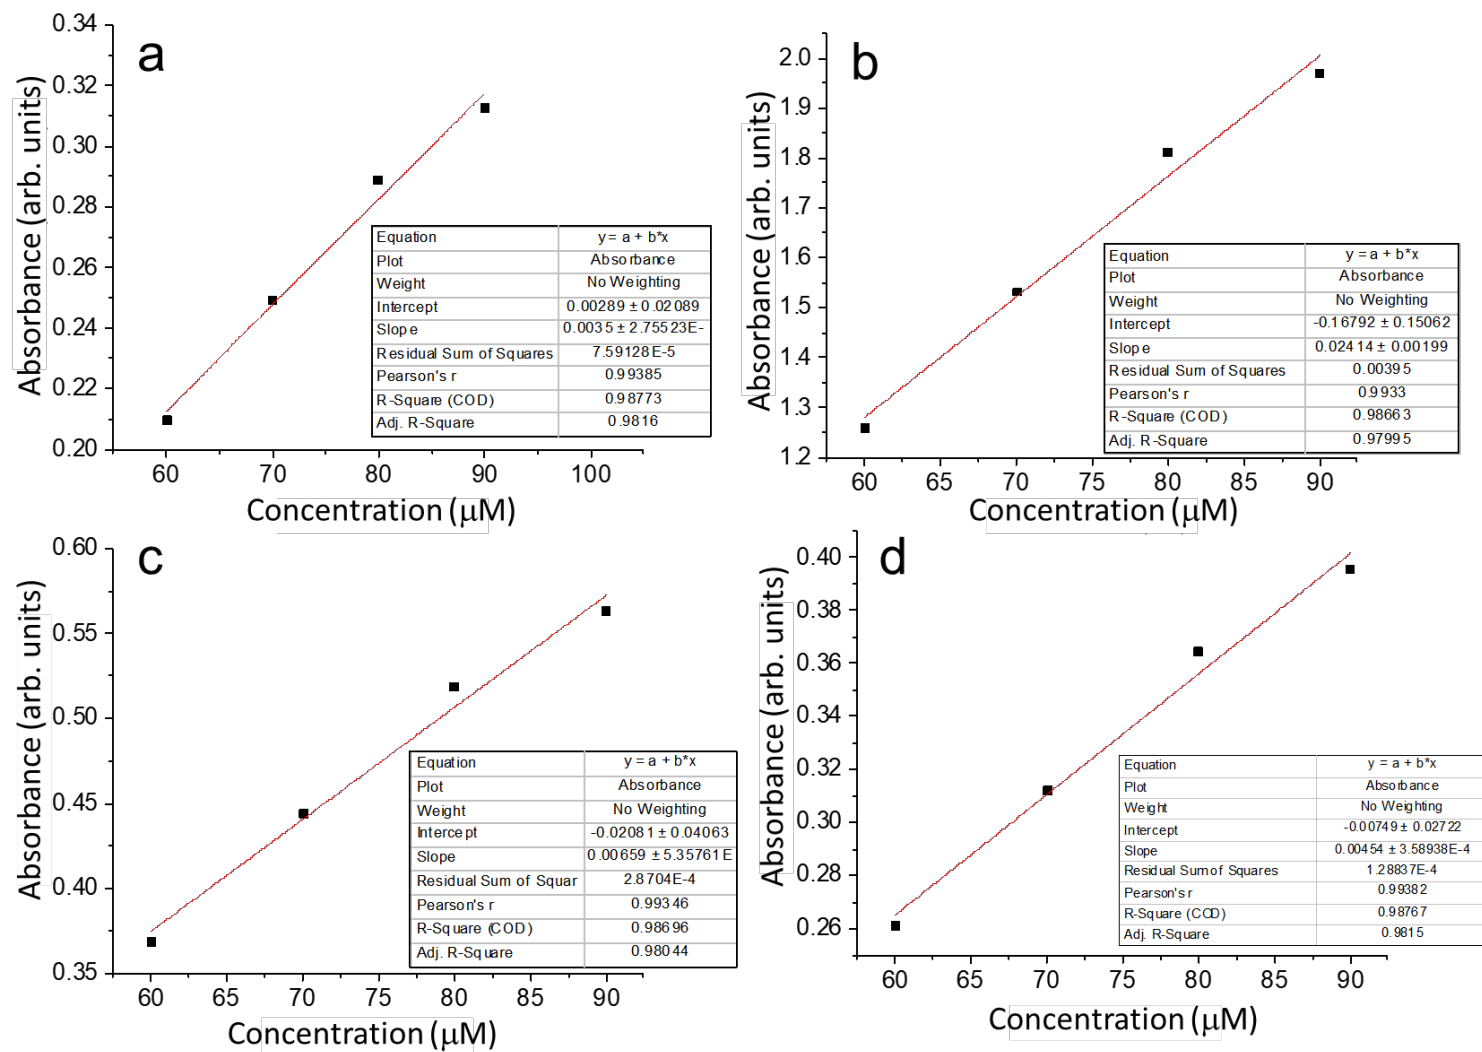 a
Absorbance (arb. units)
0.34
0.32
0.30
0.28
0.26
0.24
0.22
0.20
60 70 80 90 100
Concentration (μM)
Equation y = a + b*x
Plot Absorbance
Weight No Weighting
Intercept 0.00289 ± 0.02089
Slope 0.0035 ± 2.75523E-
Residual Sum of Squares 7.59128E-5
Pearson's r 0.99385
R-Square (COD) 0.98773
Adj. R-Square 0.9816
b
Absorbance (arb. units)
2.0
1.9
1.8
1.7
1.6
1.5
1.4
1.3
1.2
60 65 70 75 80 85 90
Concentration (μM)
Equation y = a + b*x
Plot Absorbance
Weight No Weighting
Intercept -0.16792 ± 0.15062
Slope 0.02414 ± 0.00199
Residual Sum of Squares 0.00395
Pearson's r 0.9933
R-Square (COD) 0.98663
Adj. R-Square 0.97995
c
Absorbance (arb. units)
0.60
0.55
0.50
0.45
0.40
0.35
60 65 70 75 80 85 90
Concentration (μM)
Equation y = a + b*x
Plot Absorbance
Weight No Weighting
Intercept -0.02081 ± 0.04063
Slope 0.00659 ± 5.35761E
Residual Sum of Squar 2.8704E-4
Pearson's r 0.99346
R-Square (COD) 0.98696
Adj. R-Square 0.98044
d
Absorbance (arb. units)
0.40
0.38
0.36
0.34
0.32
0.30
0.28
0.26
60 65 70 75 80 85 90
Concentration (μM)
Equation y = a + b*x
Plot Absorbance
Weight No Weighting
Intercept -0.00749 ± 0.02722
Slope 0.00454 ± 3.58938E-4
Residual Sum of Squares 1.28837E-4
Pearson's r 0.99382
R-Square (COD) 0.98767
Adj. R-Square 0.9815